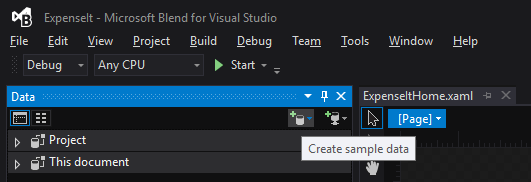 ExpenseIt - Microsoft Blend for Visual Studio
File Edit View Project Build Debug Team Tools Window Help
Debug Any CPU Start
Data ExpenseItHome.xaml
[Page]
Project Create sample data
This document